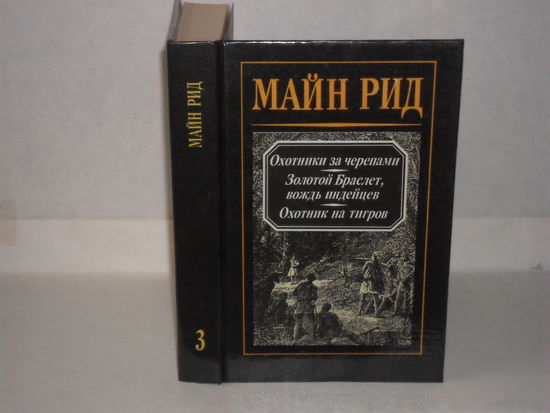 МАЙН РИД
3
МАЙН РИД
Охотники за черепами
Золотой Браслет,
вождь индейцев
Охотник на тигров